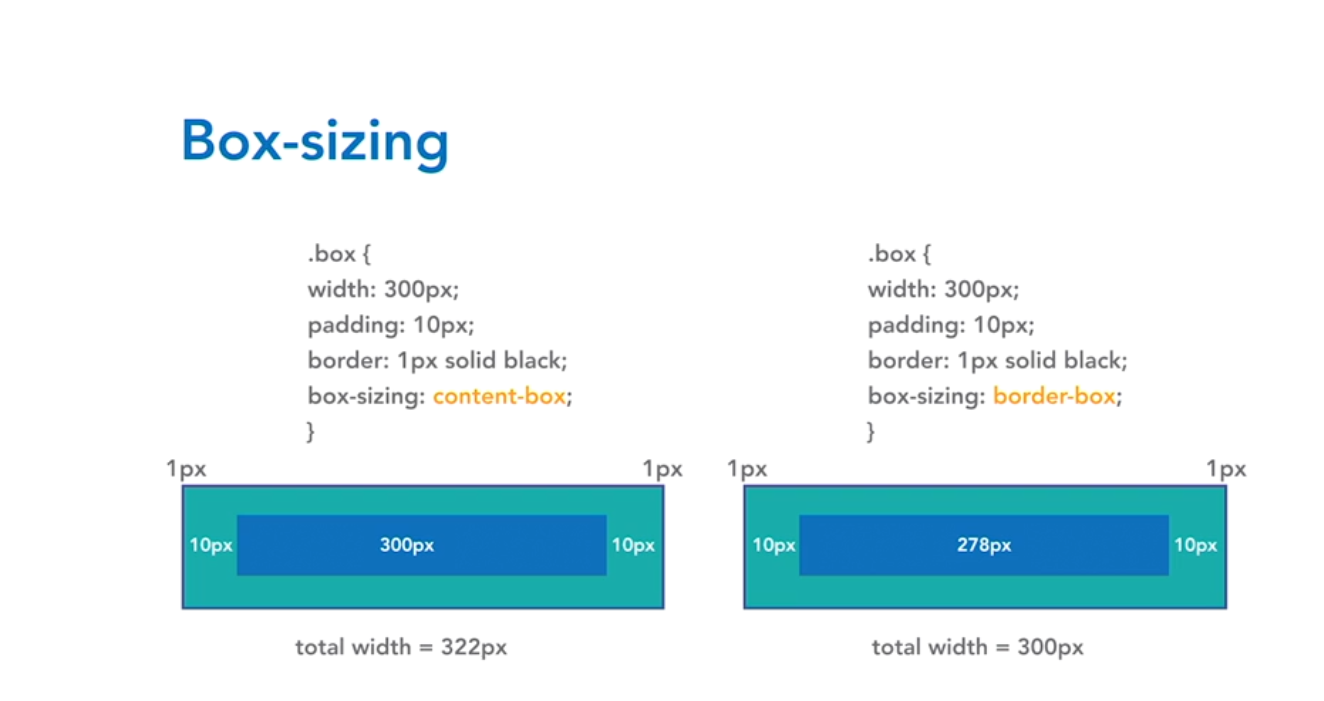 Box-sizing
.box {
width: 300px;
padding: 10px;
border: 1px solid black;
box-sizing: content-box;
}
1px 1px
10px 300px 10px
total width = 322px
.box {
width: 300px;
padding: 10px;
border: 1px solid black;
box-sizing: border-box;
}
1px 1px
10px 278px 10px
total width = 300px